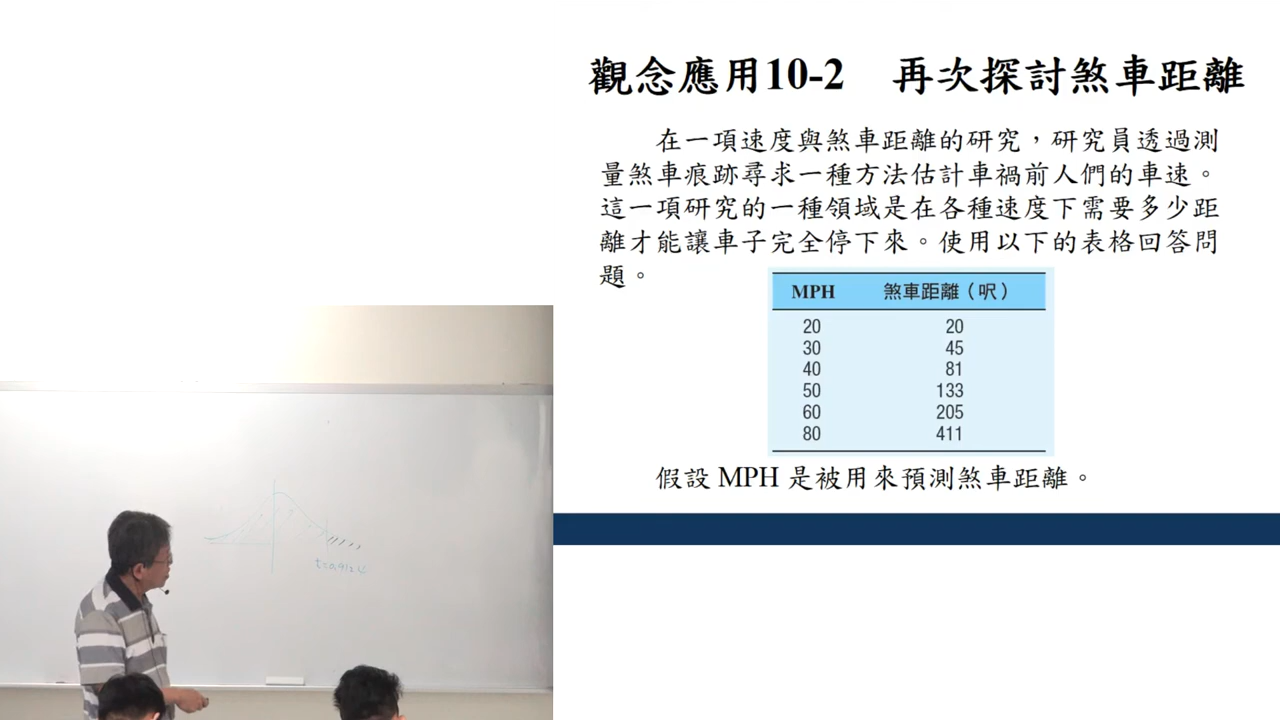 觀念應用10-2 再次探討煞車距離
在一項速度與煞車距離的研究，研究員透過測
量煞車痕跡尋求一種方法估計車禍前人們的車速。
這一項研究的一種領域是在各種速度下需要多少距
離才能讓車子完全停下來。使用以下的表格回答問
題。
MPH 煞車距離（呎）
20 20
30 45
40 81
50 133
60 205
80 411
假設 MPH 是被用來預測煞車距離。